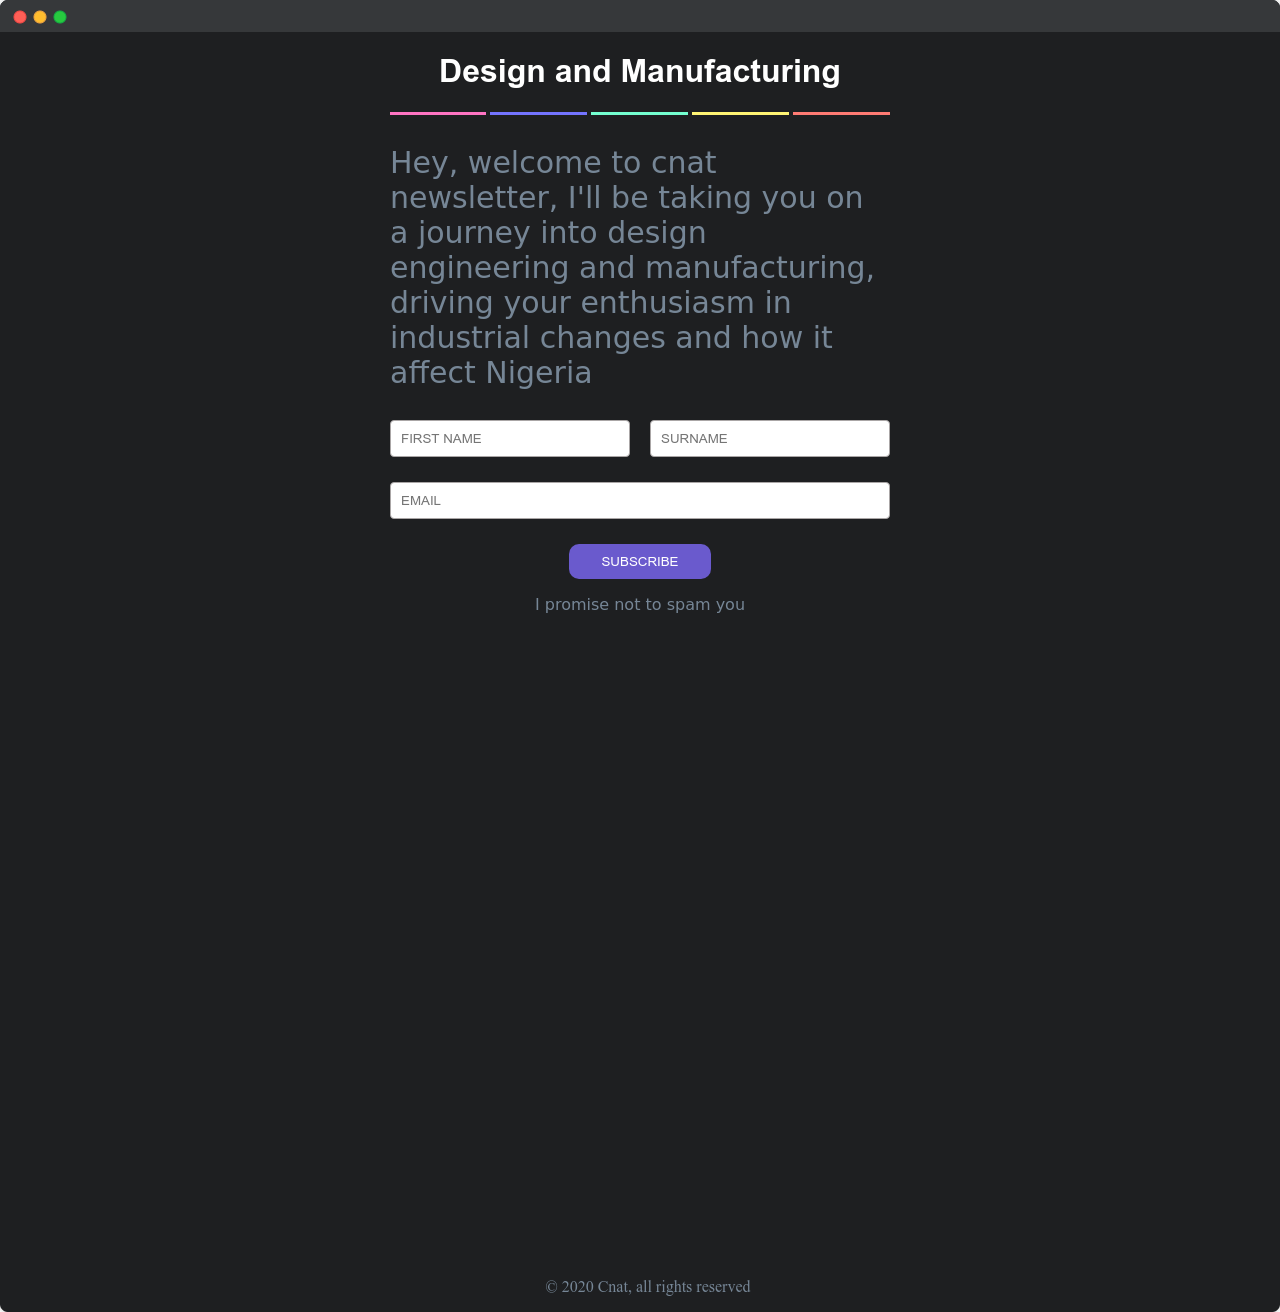 Design and Manufacturing
Hey, welcome to cnat
newsletter, I'll be taking you on
a journey into design
engineering and manufacturing,
driving your enthusiasm in
industrial changes and how it
affect Nigeria
FIRST NAME
SURNAME
EMAIL
SUBSCRIBE
I promise not to spam you
© 2020 Cnat, all rights reserved